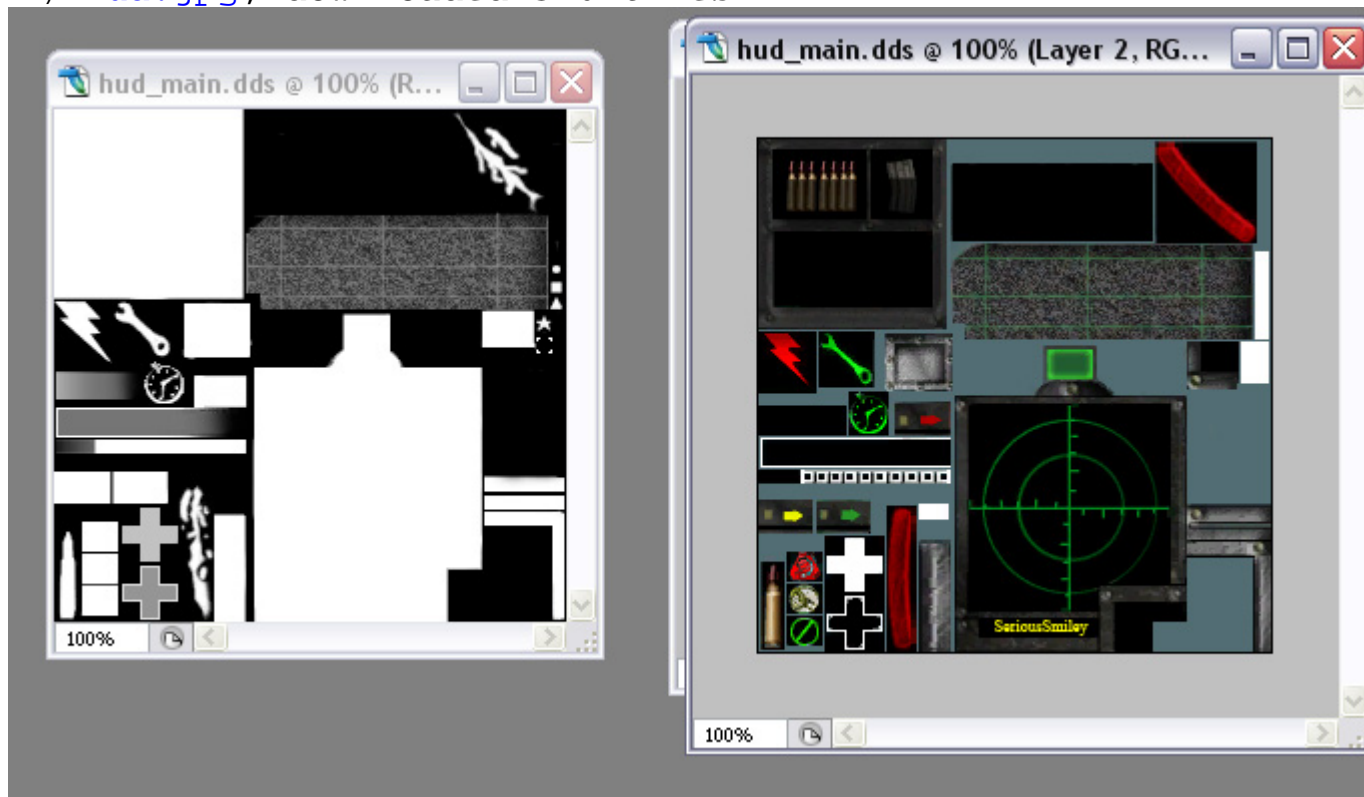 hud_main.dds @ 100% (R...
hud_main.dds @ 100% (Layer 2, RG...
SeriousSmiley
100%
100%